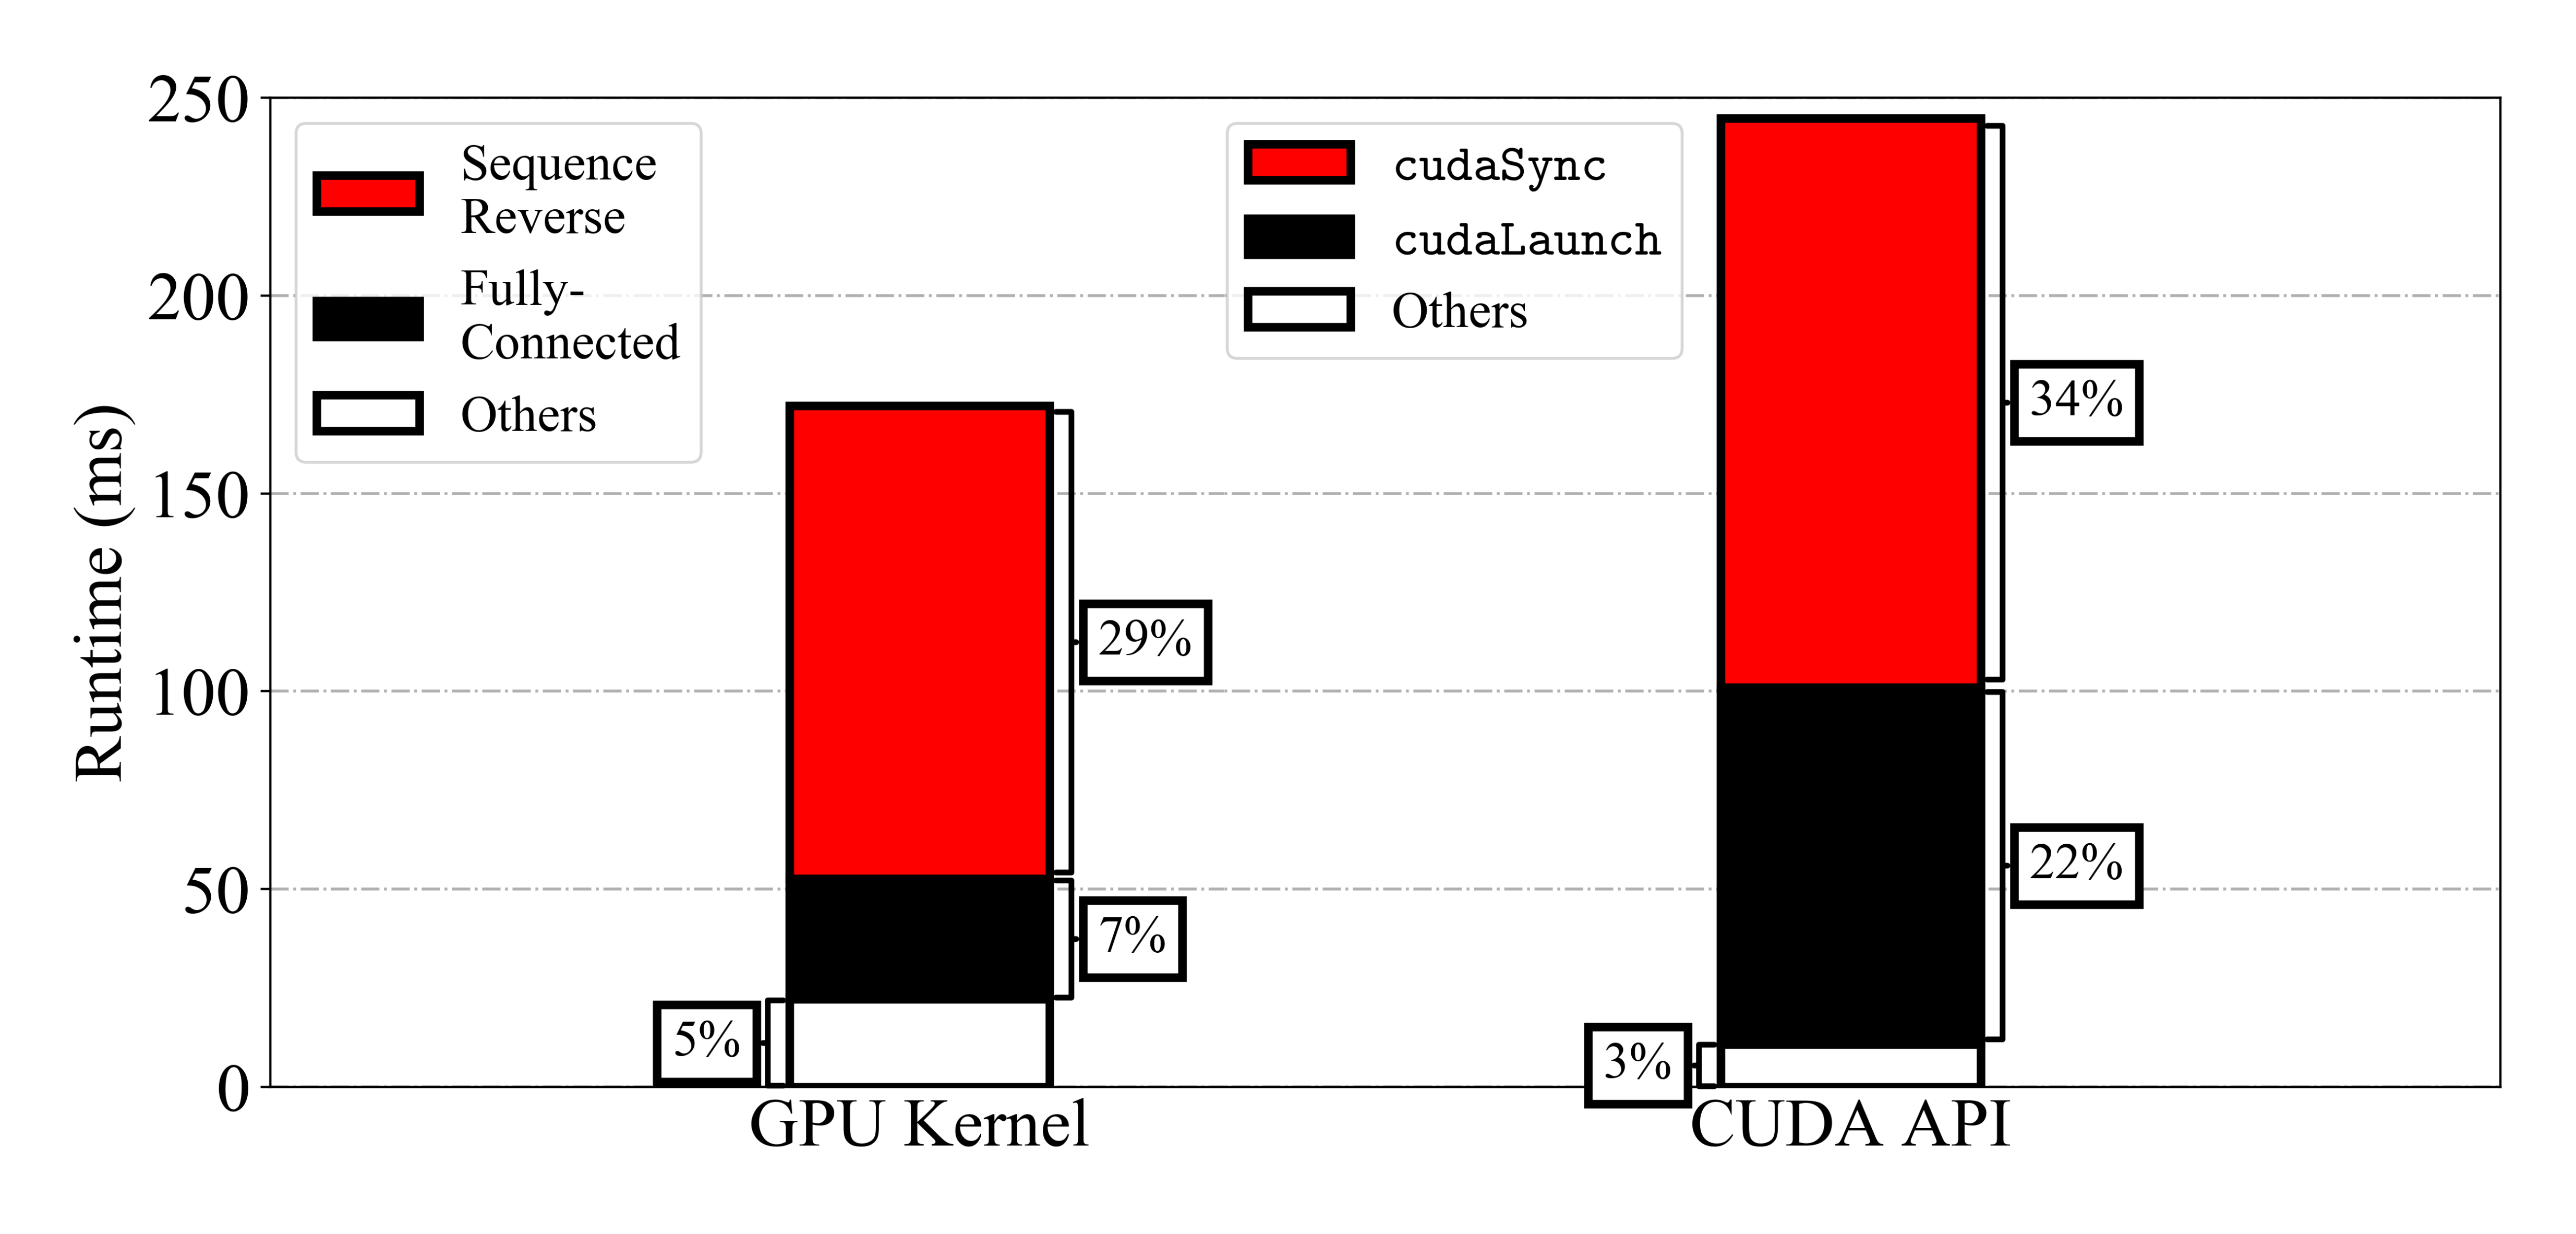 Runtime (ms)
250
200
150
100
50
0
Sequence
Reverse
Fully-
Connected
Others
cudaSync
cudaLaunch
Others
29%
7%
5%
34%
22%
3%
GPU Kernel
CUDA API